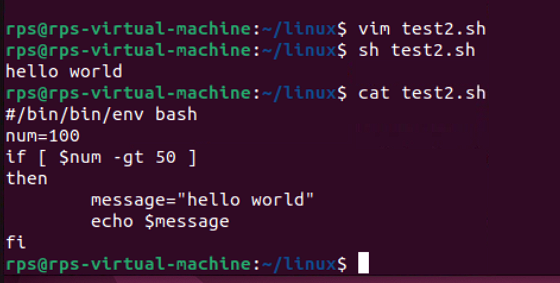 rps@rps-virtual-machine:~/linux$ vim test2.sh
rps@rps-virtual-machine:~/linux$ sh test2.sh
hello world
rps@rps-virtual-machine:~/linux$ cat test2.sh
#/bin/bin/env bash
num=100
if [ $num -gt 50 ]
then
        message="hello world"
        echo $message
fi
rps@rps-virtual-machine:~/linux$